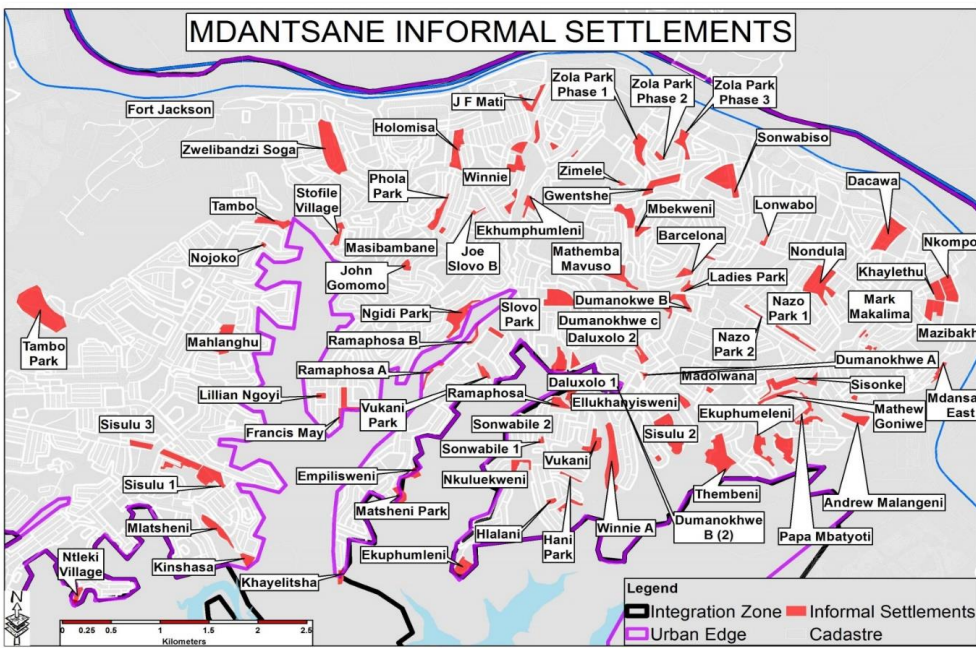 MDANTSANE INFORMAL SETTLEMENTS
Fort Jackson
J F Mati
Zola Park
Phase 1
Zola Park
Phase 2
Zola Park
Phase 3
Holomisa
Zwelibandzi Soga
Sonwabiso
Winnie
Zimele
Phola
Park
Gwentshe
Dacawa
Stofile
Village
Tambo
Mbekweni
Lonwabo
Ekhumphumleni
Masibambane
Joe
Slovo B
Mathemba
Mavuso
Barcelona
Nkompo
Nojoko
John
Gomomo
Nondula
Khaylethu
Ladies Park
Ngidi Park
Slovo
Park
Dumanokwe B
Nazo
Park 1
Mark
Makalima
Dumanokhwe c
Tambo
Park
Mahlanghu
Ramaphosa B
Daluxolo 2
Nazo
Park 2
Mazibakh
Dumanokhwe A
Ramaphosa A
Daluxolo 1
Madolwana
Sisonke
Lillian Ngoyi
Vukani
Park
Ramaphosa
Ellukhanyisweni
Mdansa
East
Francis May
Sonwabile 2
Ekuphumeleni
Mathew
Goniwe
Sisulu 3
Sonwabile 1
Vukani
Sisulu 2
Empilisweni
Nkuluekweni
Sisulu 1
Thembeni
Andrew Malangeni
Matsheni Park
Mlatsheni
Hlalani
Hani
Park
Winnie A
Dumanokhwe
B (2)
Papa Mbatyoti
Ntleki
Village
Kinshasa
Ekuphumleni
Khayelitsha
N
0 0.25 0.5 1 1.5 2 2.5
Kilometers
Legend
Integration Zone
Informal Settlements
Urban Edge
Cadastre